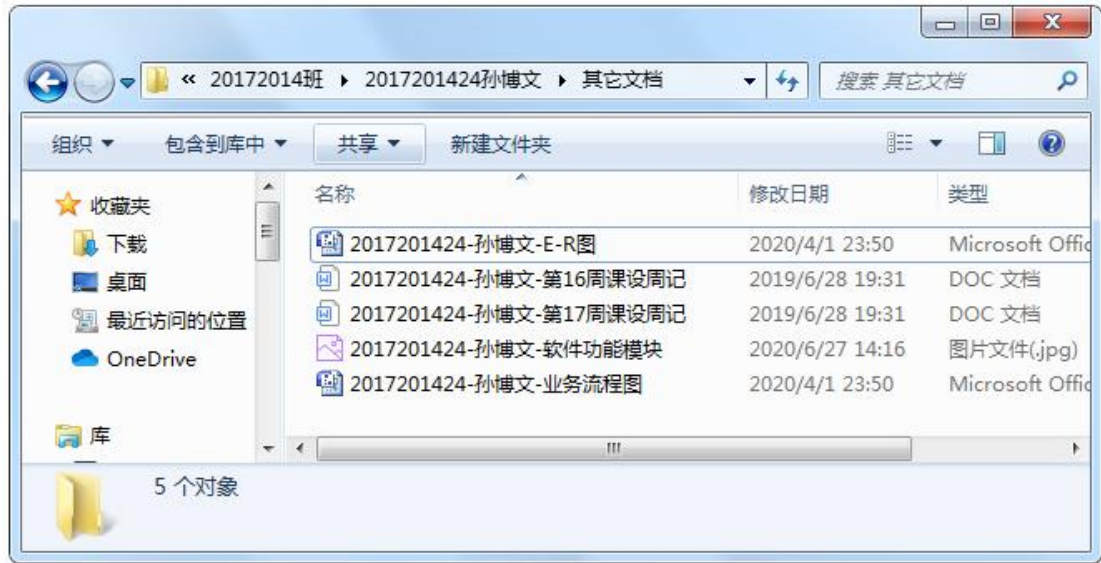 « 20172014班 ▸ 2017201424孙博文 ▸ 其它文档 搜索 其它文档
组织 包含到库中 共享 新建文件夹
名称 修改日期 类型
收藏夹
下载
桌面
最近访问的位置
OneDrive
库
2017201424-孙博文-E-R图 2020/4/1 23:50 Microsoft Offic
2017201424-孙博文-第16周课设周记 2019/6/28 19:31 DOC 文档
2017201424-孙博文-第17周课设周记 2019/6/28 19:31 DOC 文档
2017201424-孙博文-软件功能模块 2020/6/27 14:16 图片文件(.jpg)
2017201424-孙博文-业务流程图 2020/4/1 23:50 Microsoft Offic
5 个对象